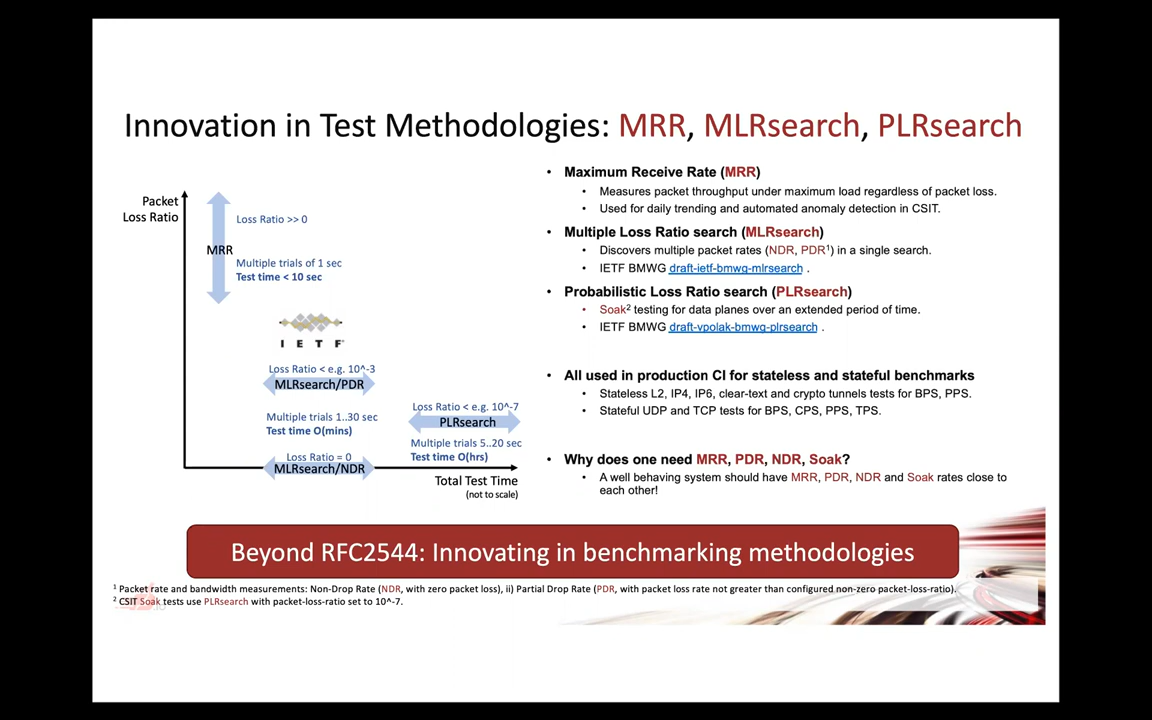 Innovation in Test Methodologies: MRR, MLRsearch, PLRsearch
Packet
Loss Ratio
Loss Ratio >> 0
MRR
Multiple trials of 1 sec
Test time < 10 sec
I E T F®
Loss Ratio < e.g. 10^-3
MLRsearch/PDR
Multiple trials 1..30 sec
Test time O(mins)
Loss Ratio = 0
MLRsearch/NDR
Loss Ratio < e.g. 10^-7
PLRsearch
Multiple trials 5..20 sec
Test time O(hrs)
Total Test Time
(not to scale)
• Maximum Receive Rate (MRR)
• Measures packet throughput under maximum load regardless of packet loss.
• Used for daily trending and automated anomaly detection in CSIT.
• Multiple Loss Ratio search (MLRsearch)
• Discovers multiple packet rates (NDR, PDR¹) in a single search.
• IETF BMWG draft-ietf-bmwg-mlrsearch .
• Probabilistic Loss Ratio search (PLRsearch)
• Soak² testing for data planes over an extended period of time.
• IETF BMWG draft-vpolak-bmwg-plrsearch .
• All used in production CI for stateless and stateful benchmarks
• Stateless L2, IP4, IP6, clear-text and crypto tunnels tests for BPS, PPS.
• Stateful UDP and TCP tests for BPS, CPS, PPS, TPS.
• Why does one need MRR, PDR, NDR, Soak?
• A well behaving system should have MRR, PDR, NDR and Soak rates close to
each other!
Beyond RFC2544: Innovating in benchmarking methodologies
¹ Packet rate and bandwidth measurements: Non-Drop Rate (NDR, with zero packet loss), ii) Partial Drop Rate (PDR, with packet loss rate not greater than configured non-zero packet-loss-ratio).
² CSIT Soak tests use PLRsearch with packet-loss-ratio set to 10^-7.